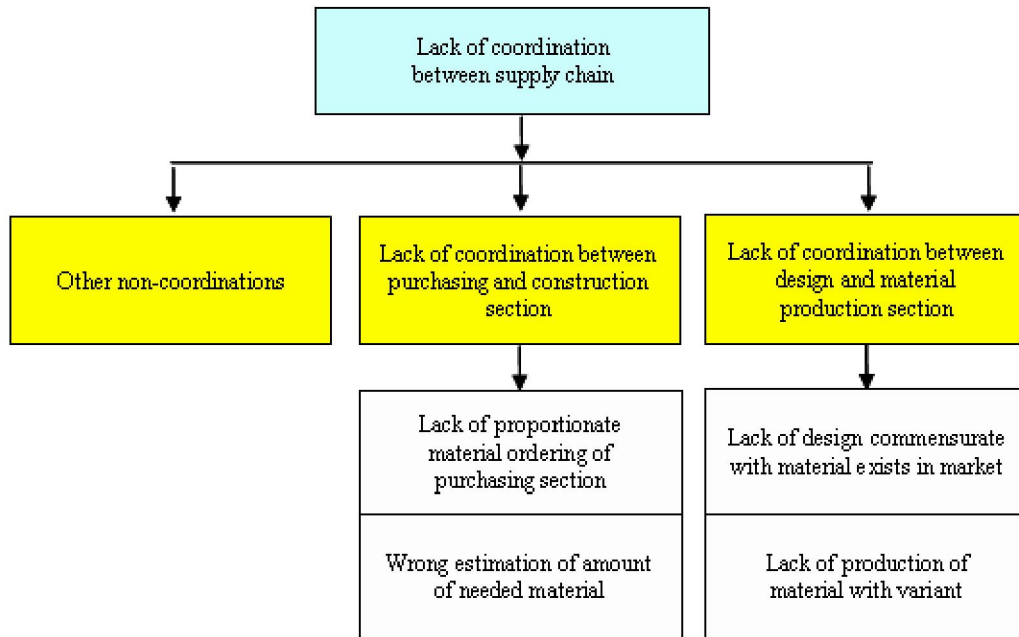 Lack of coordination
between supply chain
Other non-coordinations
Lack of coordination between
purchasing and construction
section
Lack of coordination between
design and material
production section
Lack of proportionate
material ordering of
purchasing section
Wrong estimation of amount
of needed material
Lack of design commensurate
with material exists in market
Lack of production of
material with variant